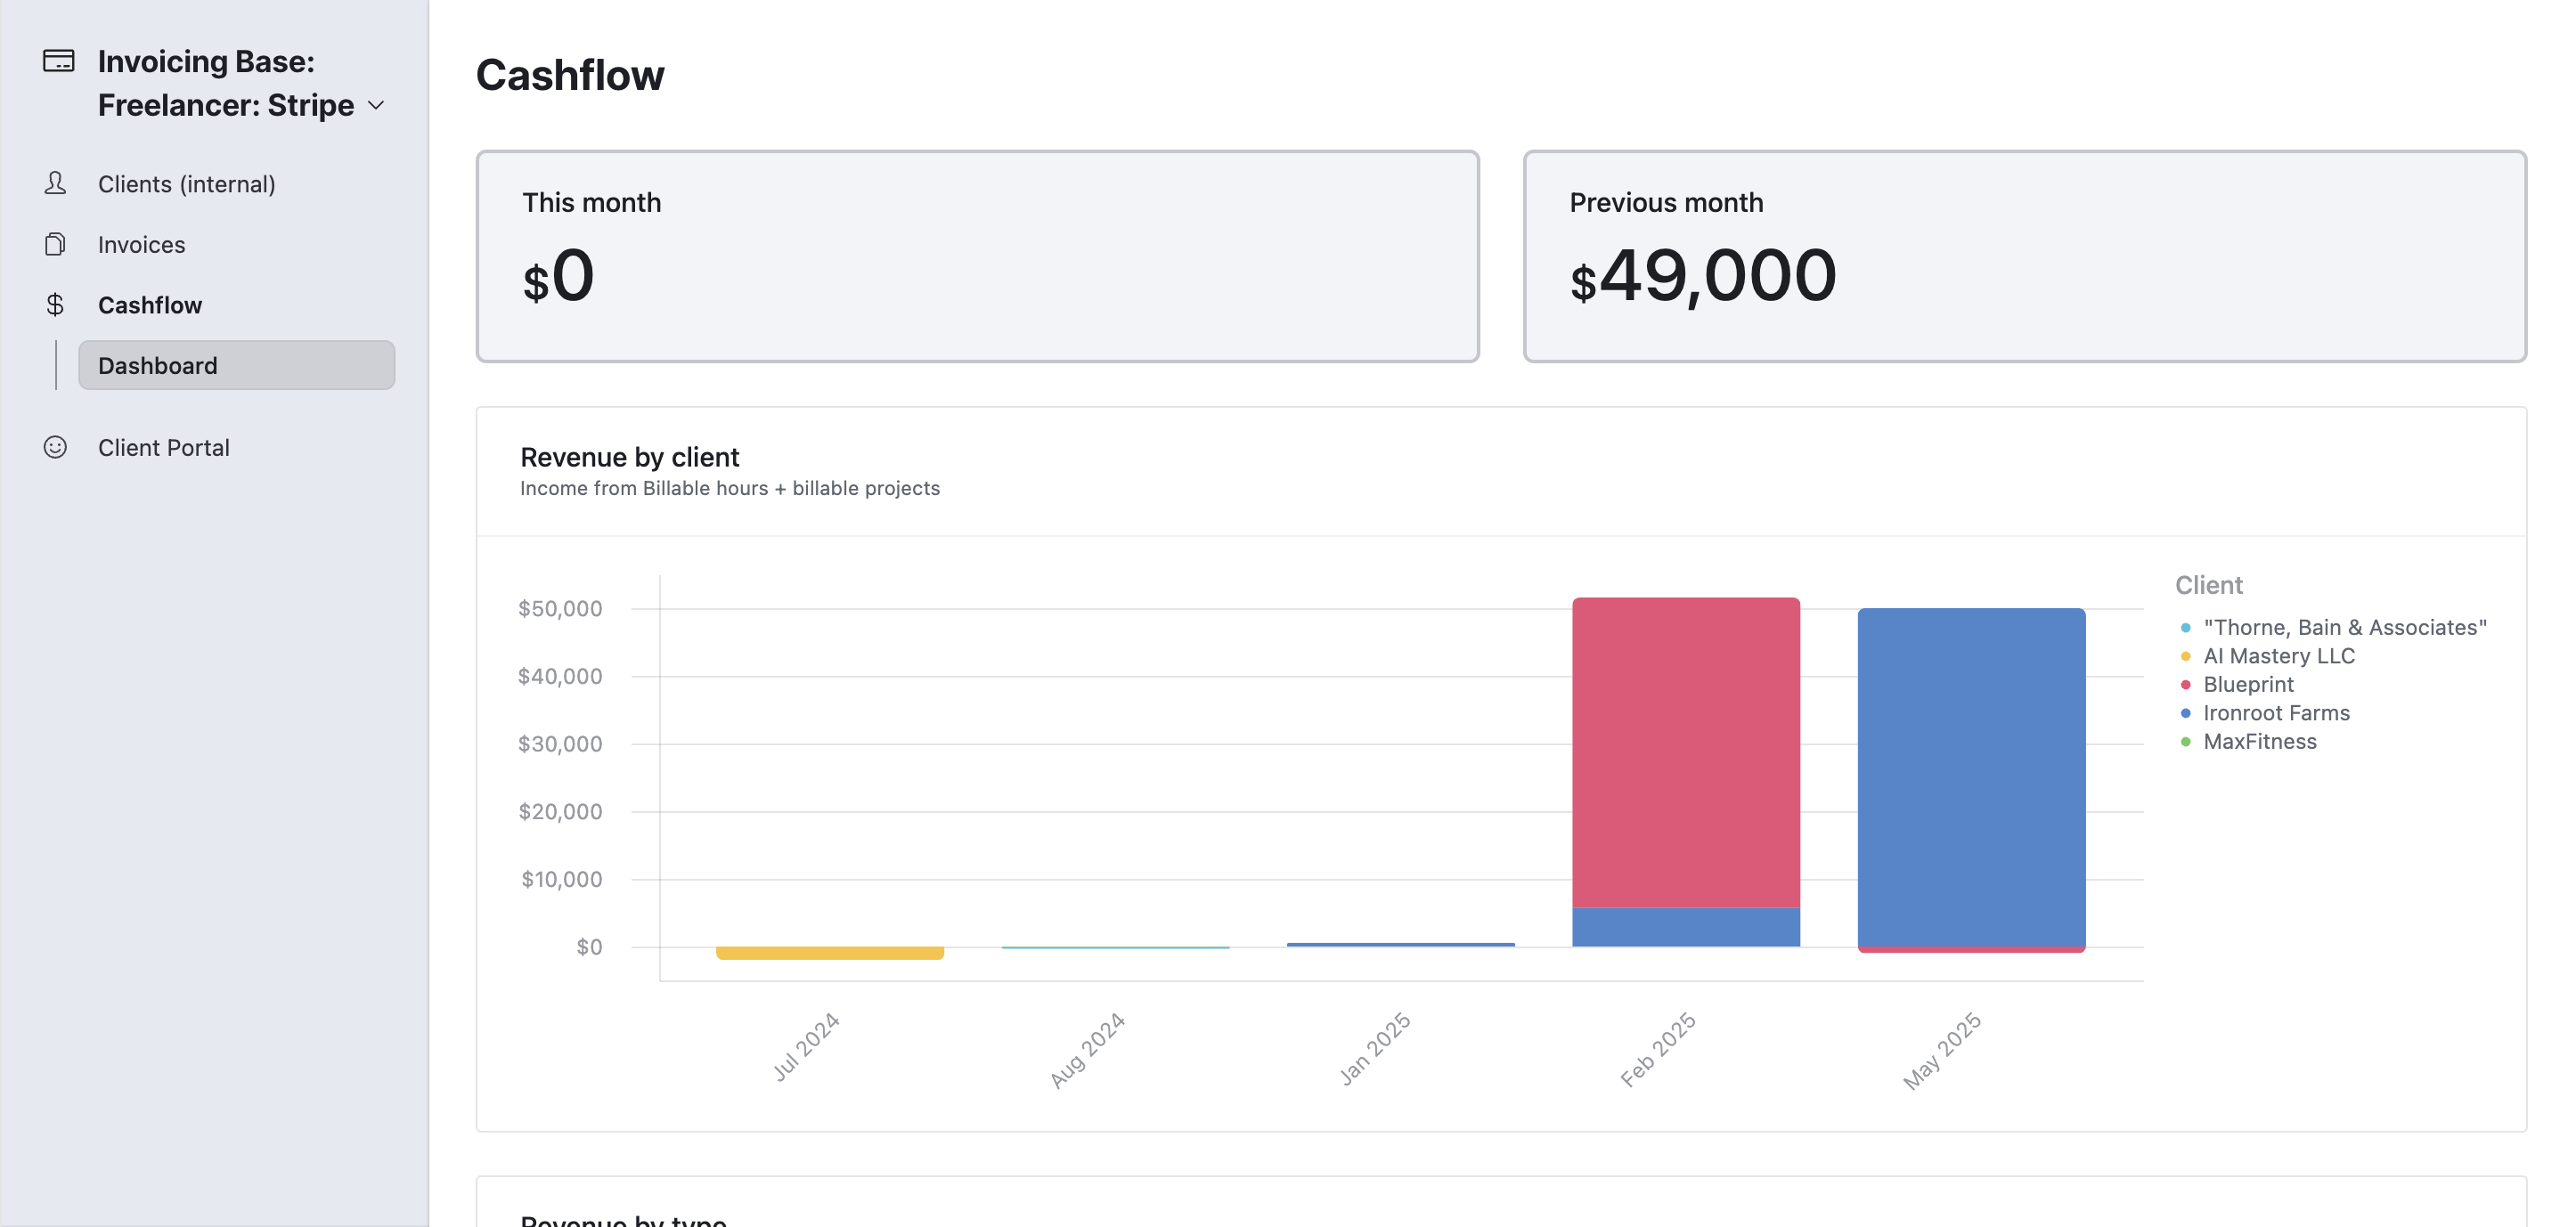 Invoicing Base:
Freelancer: Stripe
Clients (internal)
Invoices
Cashflow
Dashboard
Client Portal
Cashflow
This month
$0
Previous month
$49,000
Revenue by client
Income from Billable hours + billable projects
$50,000
$40,000
$30,000
$20,000
$10,000
$0
Jul 2024
Aug 2024
Jan 2025
Feb 2025
May 2025
Client
"Thorne, Bain & Associates"
AI Mastery LLC
Blueprint
Ironroot Farms
MaxFitness
Revenue by type